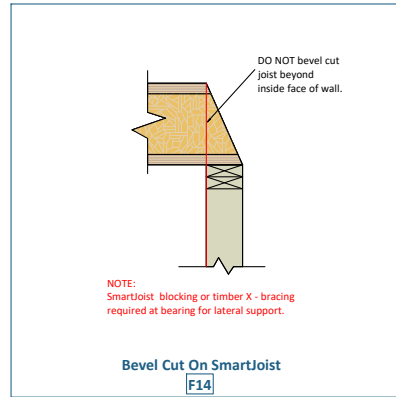 DO NOT bevel cut
joist beyond
inside face of wall.
NOTE:
SmartJoist blocking or timber X - bracing
required at bearing for lateral support.
Bevel Cut On SmartJoist
F14